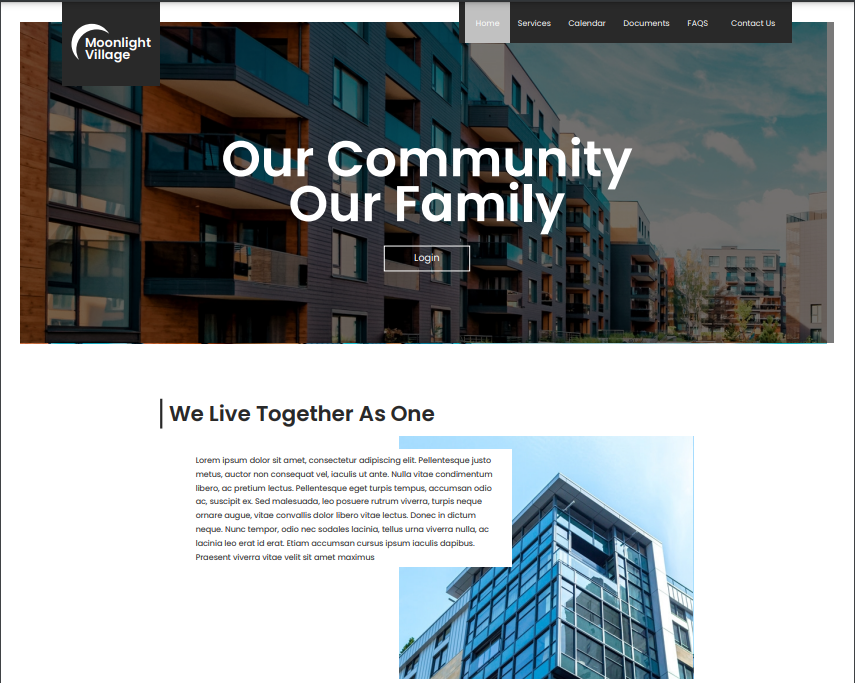 Moonlight
Village
Home Services Calendar Documents FAQS Contact Us
Our Community
Our Family
Login
We Live Together As One
Lorem ipsum dolor sit amet, consectetur adipiscing elit. Pellentesque justo
metus, auctor non consequat vel, iaculis ut ante. Nulla vitae condimentum
libero, ac pretium lectus. Pellentesque eget turpis tempus, accumsan odio
ac, suscipit ex. Sed malesuada, leo posuere rutrum viverra, turpis neque
ornare augue, vitae convallis dolor libero vitae lectus. Donec in dictum
neque. Nunc tempor, odio nec sodales lacinia, tellus urna viverra nulla, ac
lacinia leo erat id erat. Etiam accumsan cursus ipsum iaculis dapibus.
Praesent viverra vitae velit sit amet maximus